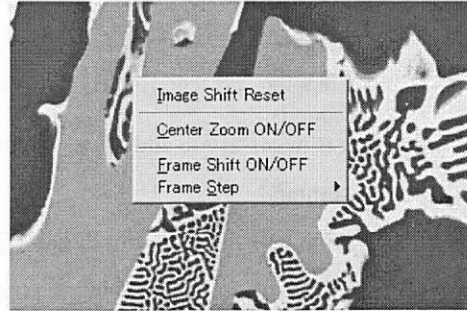 Image Shift Reset
Center Zoom ON/OFF
Frame Shift ON/OFF
Frame Step